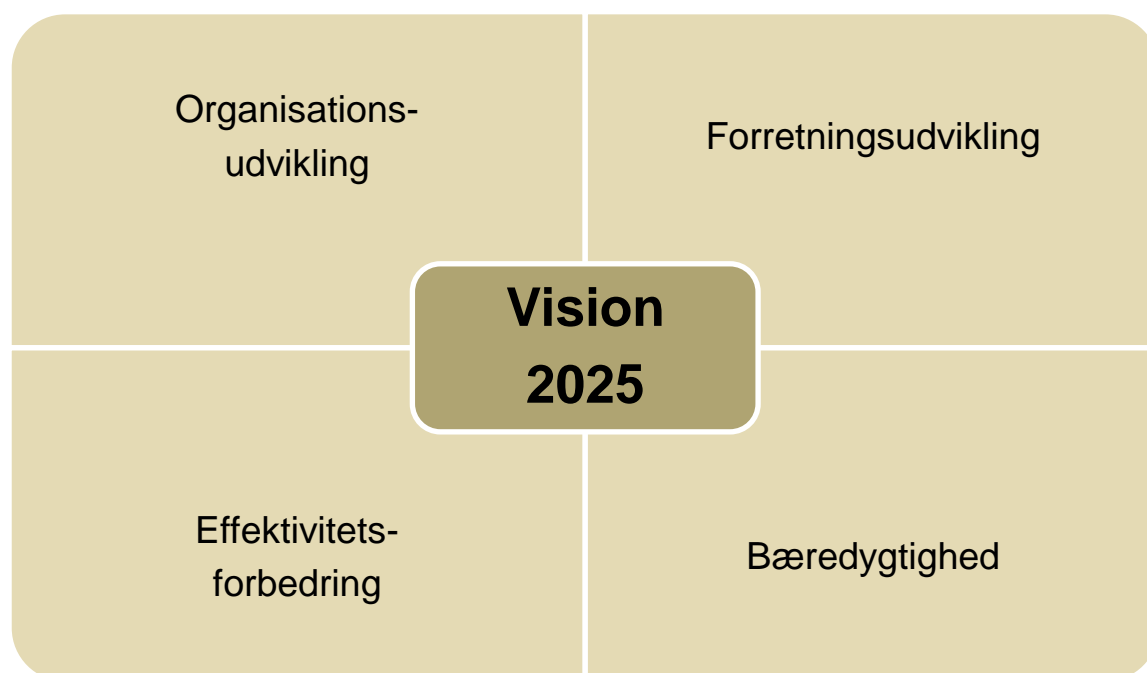 Organisations-
udvikling
Forretningsudvikling
Vision
2025
Effektivitets-
forbedring
Bæredygtighed